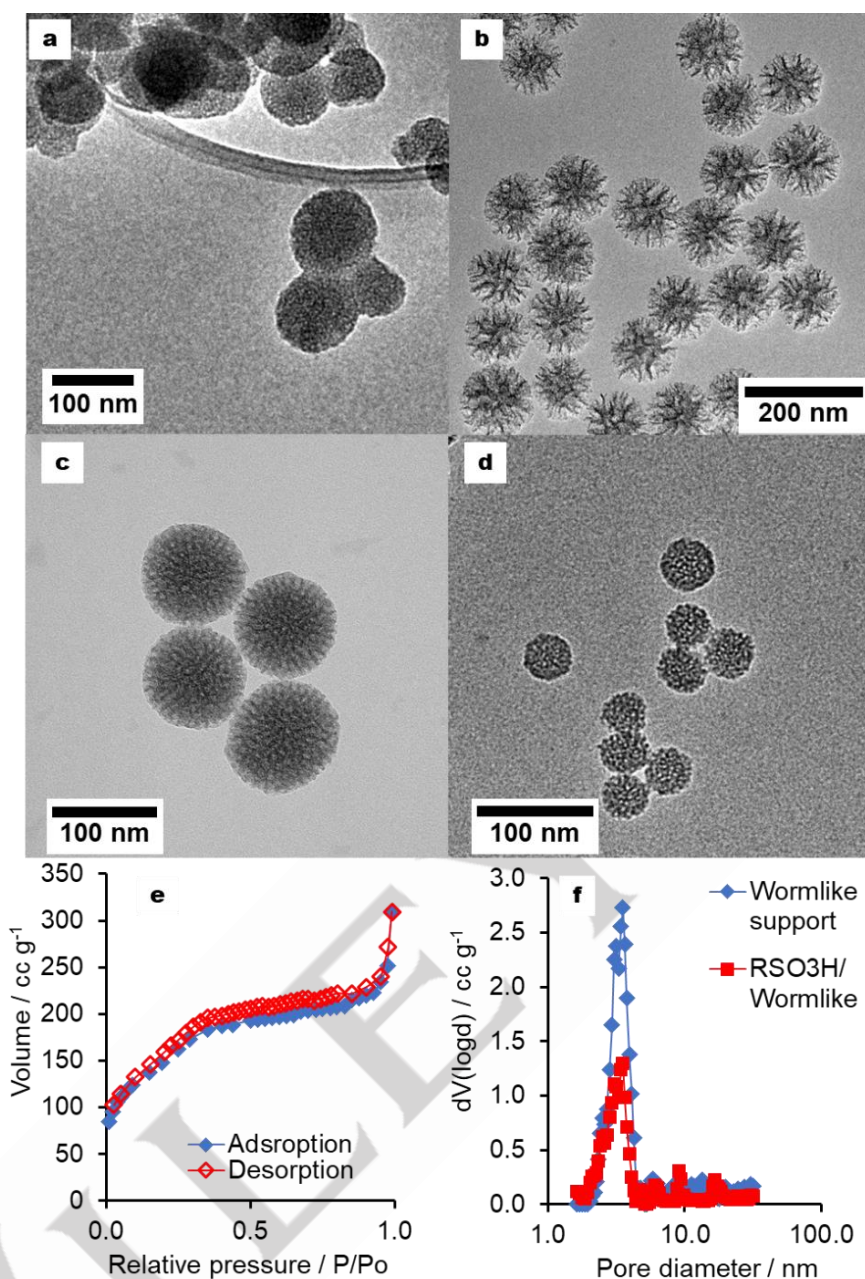 a
b
100 nm
200 nm
c
d
100 nm
100 nm
e
350
300
250
200
150
100
50
0
Volume / cc g-1
Adsroption
Desorption
0.0 0.5 1.0
Relative pressure / P/Po
f
3.0
2.5
2.0
1.5
1.0
0.5
0.0
dV(logd) / cc g-1
Wormlike
support
RSO3H/
Wormlike
1.0 10.0 100.0
Pore diameter / nm